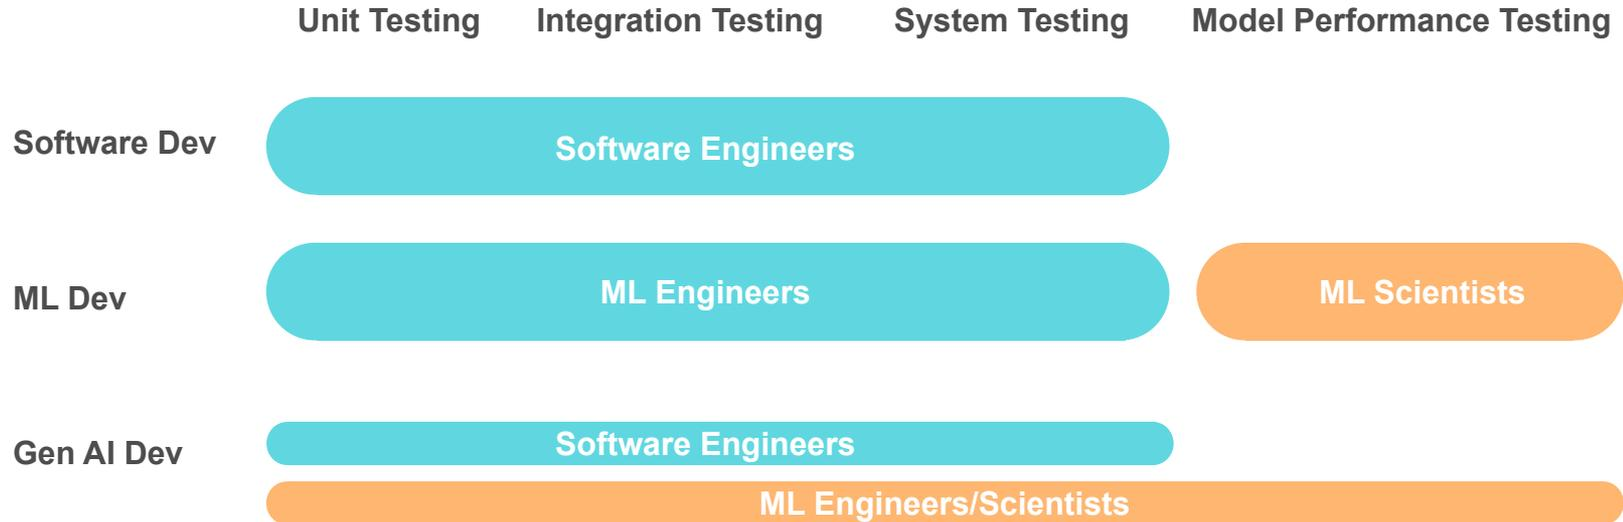 Unit Testing Integration Testing System Testing Model Performance Testing
Software Dev Software Engineers
ML Dev ML Engineers ML Scientists
Gen AI Dev Software Engineers
ML Engineers/Scientists